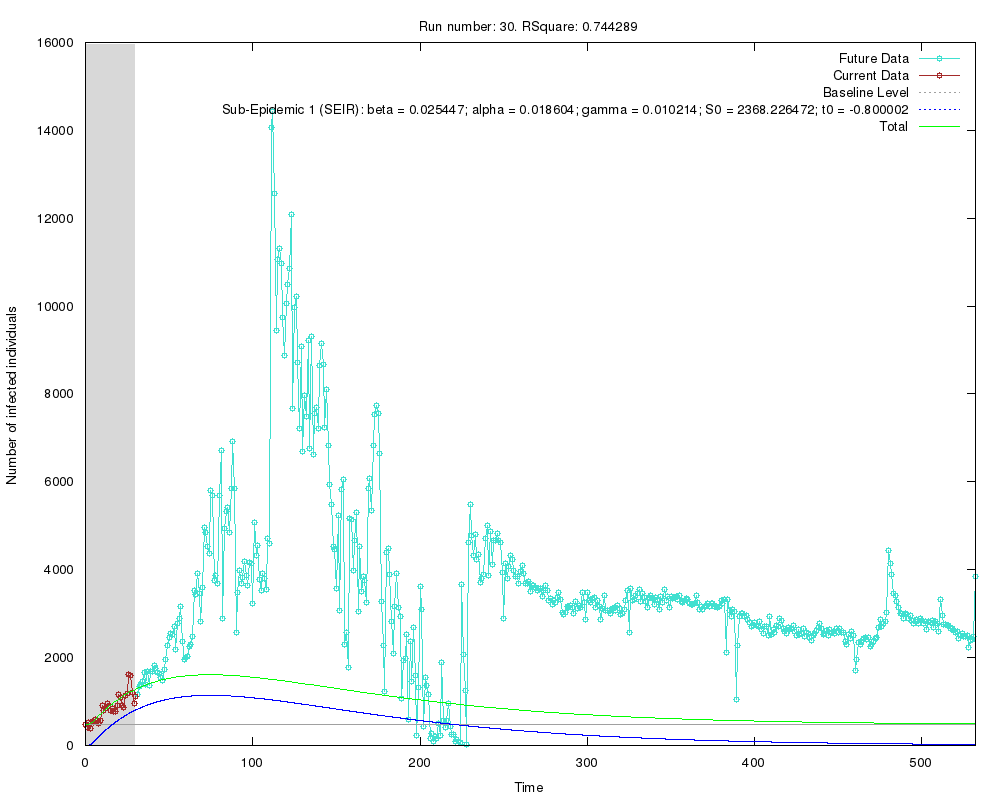 Run number: 30. RSquare: 0.744289
Future Data
Current Data
Baseline Level
Sub-Epidemic 1 (SEIR): beta = 0.025447; alpha = 0.018604; gamma = 0.010214; S0 = 2368.226472; t0 = -0.800002
Total
Number of infected individuals
16000
14000
12000
10000
8000
6000
4000
2000
0
0 100 200 300 400 500
Time